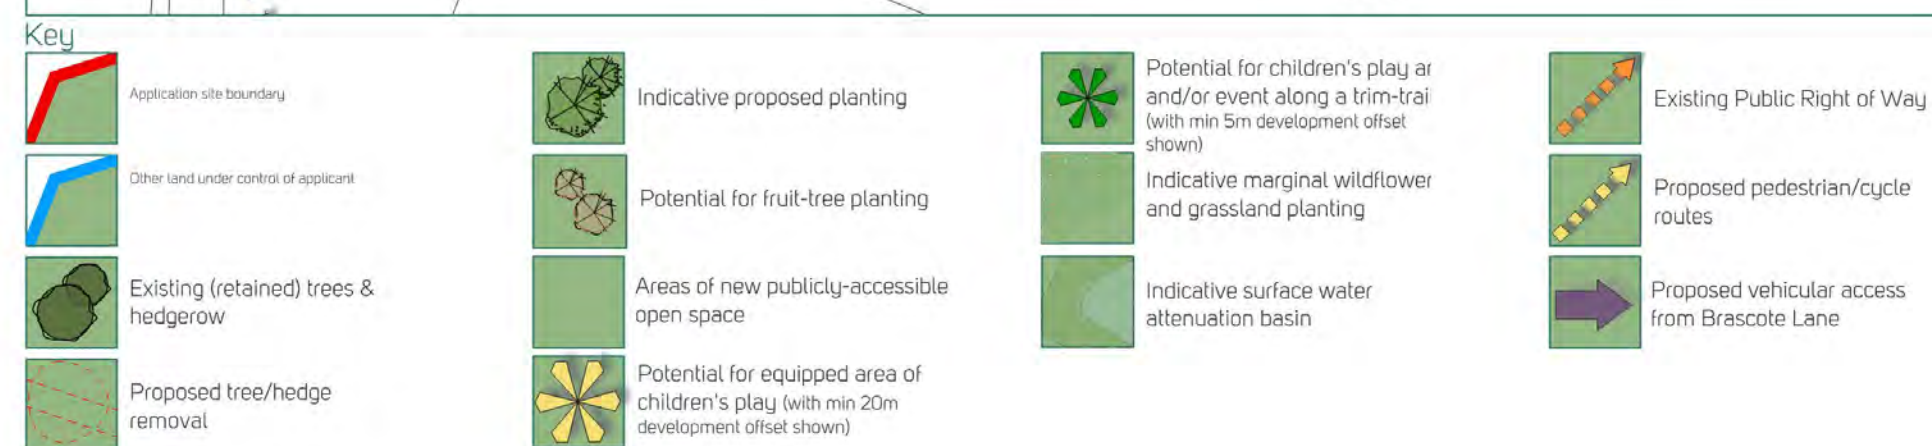 Key
Application site boundary
Other land under control of applicant
Existing (retained) trees &
hedgerow
Proposed tree/hedge
removal
Indicative proposed planting
Potential for fruit-tree planting
Areas of new publicly-accessible
open space
Potential for equipped area of
children's play (with min 20m
development offset shown)
Potential for children's play ar
and/or event along a trim-trai
(with min 5m development offset
shown)
Indicative marginal wildflower
and grassland planting
Indicative surface water
attenuation basin
Existing Public Right of Way
Proposed pedestrian/cycle
routes
Proposed vehicular access
from Brascote Lane